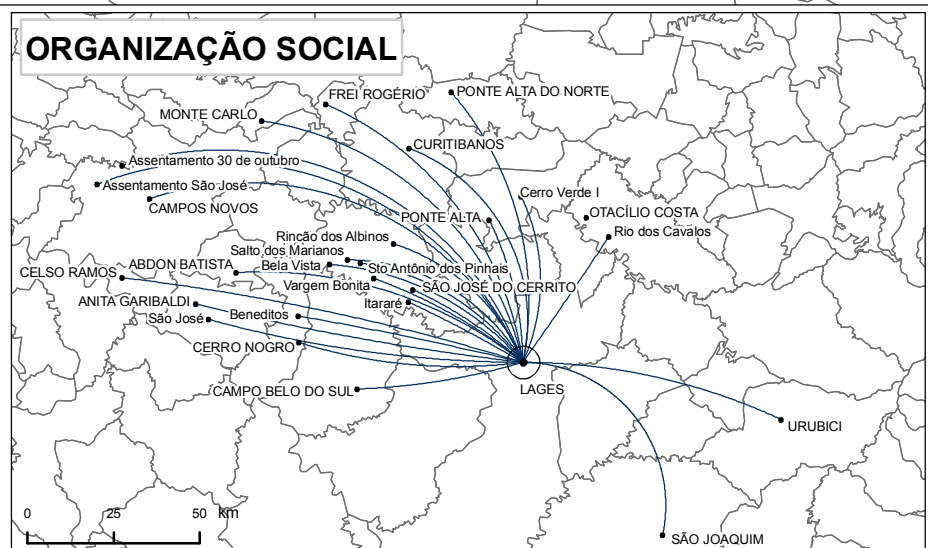 ORGANIZAÇÃO SOCIAL
FREI ROGÉRIO
PONTE ALTA DO NORTE
MONTE CARLO
CURITIBANOS
Assentamento 30 de outubro
Assentamento São José
Cerro Verde I
CAMPOS NOVOS
PONTE ALTA
OTACÍLIO COSTA
Rio dos Cavalos
Rincão dos Albinos
Salto dos Marianos
Bela Vista
Sto Antônio dos Pinhais
CELSO RAMOS
ABDON BATISTA
Vargem Bonita
SÃO JOSÉ DO CERRITO
ANITA GARIBALDI
Itararé
São José
Beneditos
CERRO NOGRO
CAMPO BELO DO SUL
LAGES
URUBICI
SÃO JOAQUIM
0 25 50 km